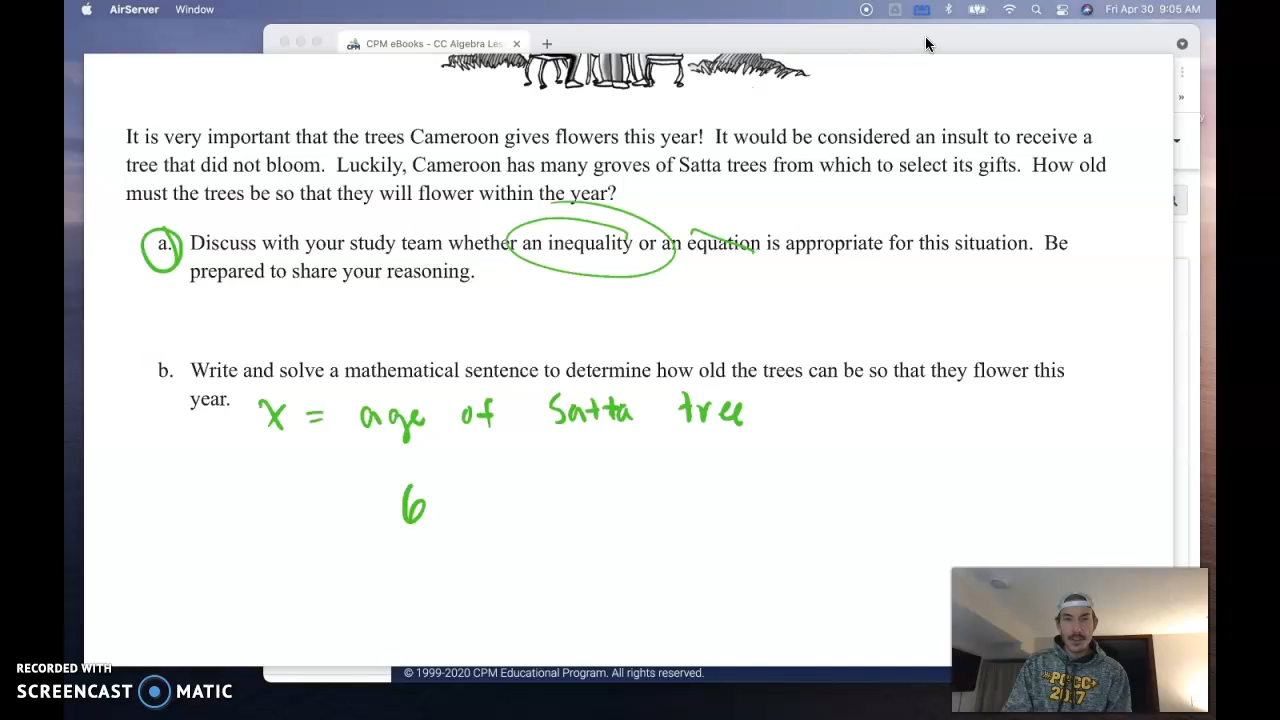 AirServer Window Fri Apr 30 9:05 AM
CPM eBooks - CC Algebra Les
It is very important that the trees Cameroon gives flowers this year! It would be considered an insult to receive a
tree that did not bloom. Luckily, Cameroon has many groves of Satta trees from which to select its gifts. How old
must the trees be so that they will flower within the year?
a. Discuss with your study team whether an inequality or an equation is appropriate for this situation. Be
prepared to share your reasoning.
b. Write and solve a mathematical sentence to determine how old the trees can be so that they flower this
year.
x = age of Satta tree
6
"PGCC"
2017
RECORDED WITH
SCREENCAST MATIC
© 1999-2020 CPM Educational Program. All rights reserved.